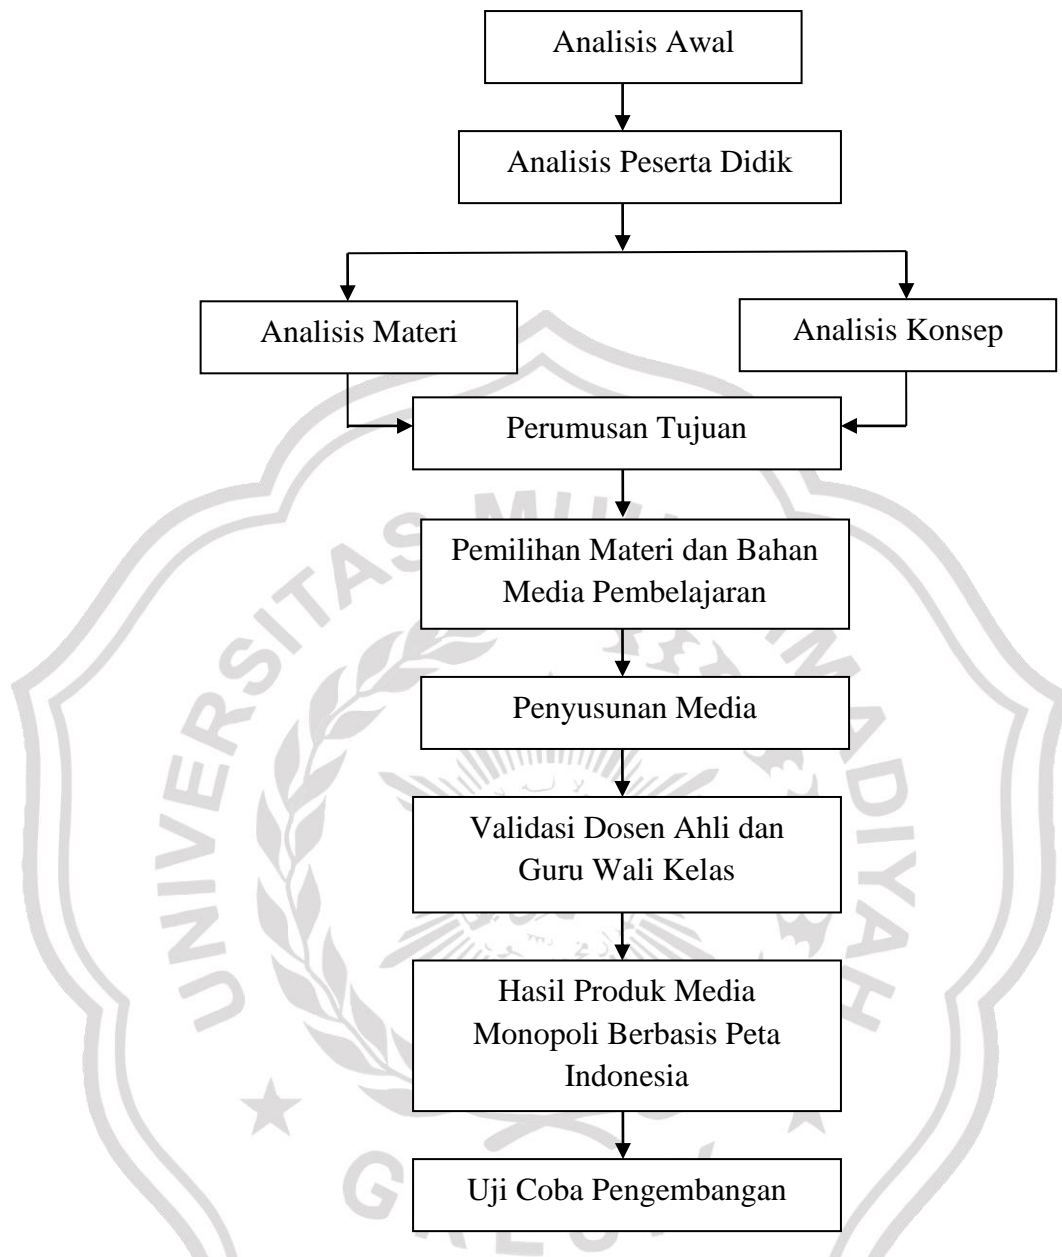 Analisis Awal
Analisis Peserta Didik
Analisis Materi
Analisis Konsep
Perumusan Tujuan
Pemilihan Materi dan Bahan
Media Pembelajaran
Penyusunan Media
Validasi Dosen Ahli dan
Guru Wali Kelas
Hasil Produk Media
Monopoli Berbasis Peta
Indonesia
Uji Coba Pengembangan
UNIVERSITAS